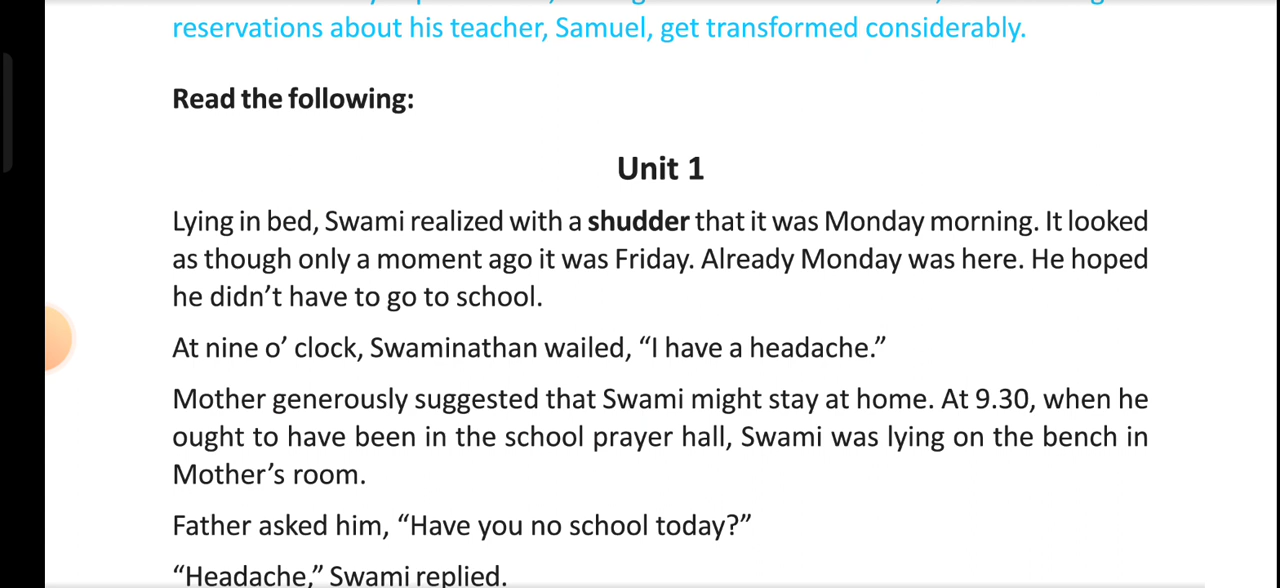 reservations about his teacher, Samuel, get transformed considerably.
Read the following:
Unit 1
Lying in bed, Swami realized with a shudder that it was Monday morning. It looked
as though only a moment ago it was Friday. Already Monday was here. He hoped
he didn’t have to go to school.
At nine o’ clock, Swaminathan wailed, “I have a headache.”
Mother generously suggested that Swami might stay at home. At 9.30, when he
ought to have been in the school prayer hall, Swami was lying on the bench in
Mother’s room.
Father asked him, “Have you no school today?”
“Headache,” Swami replied.